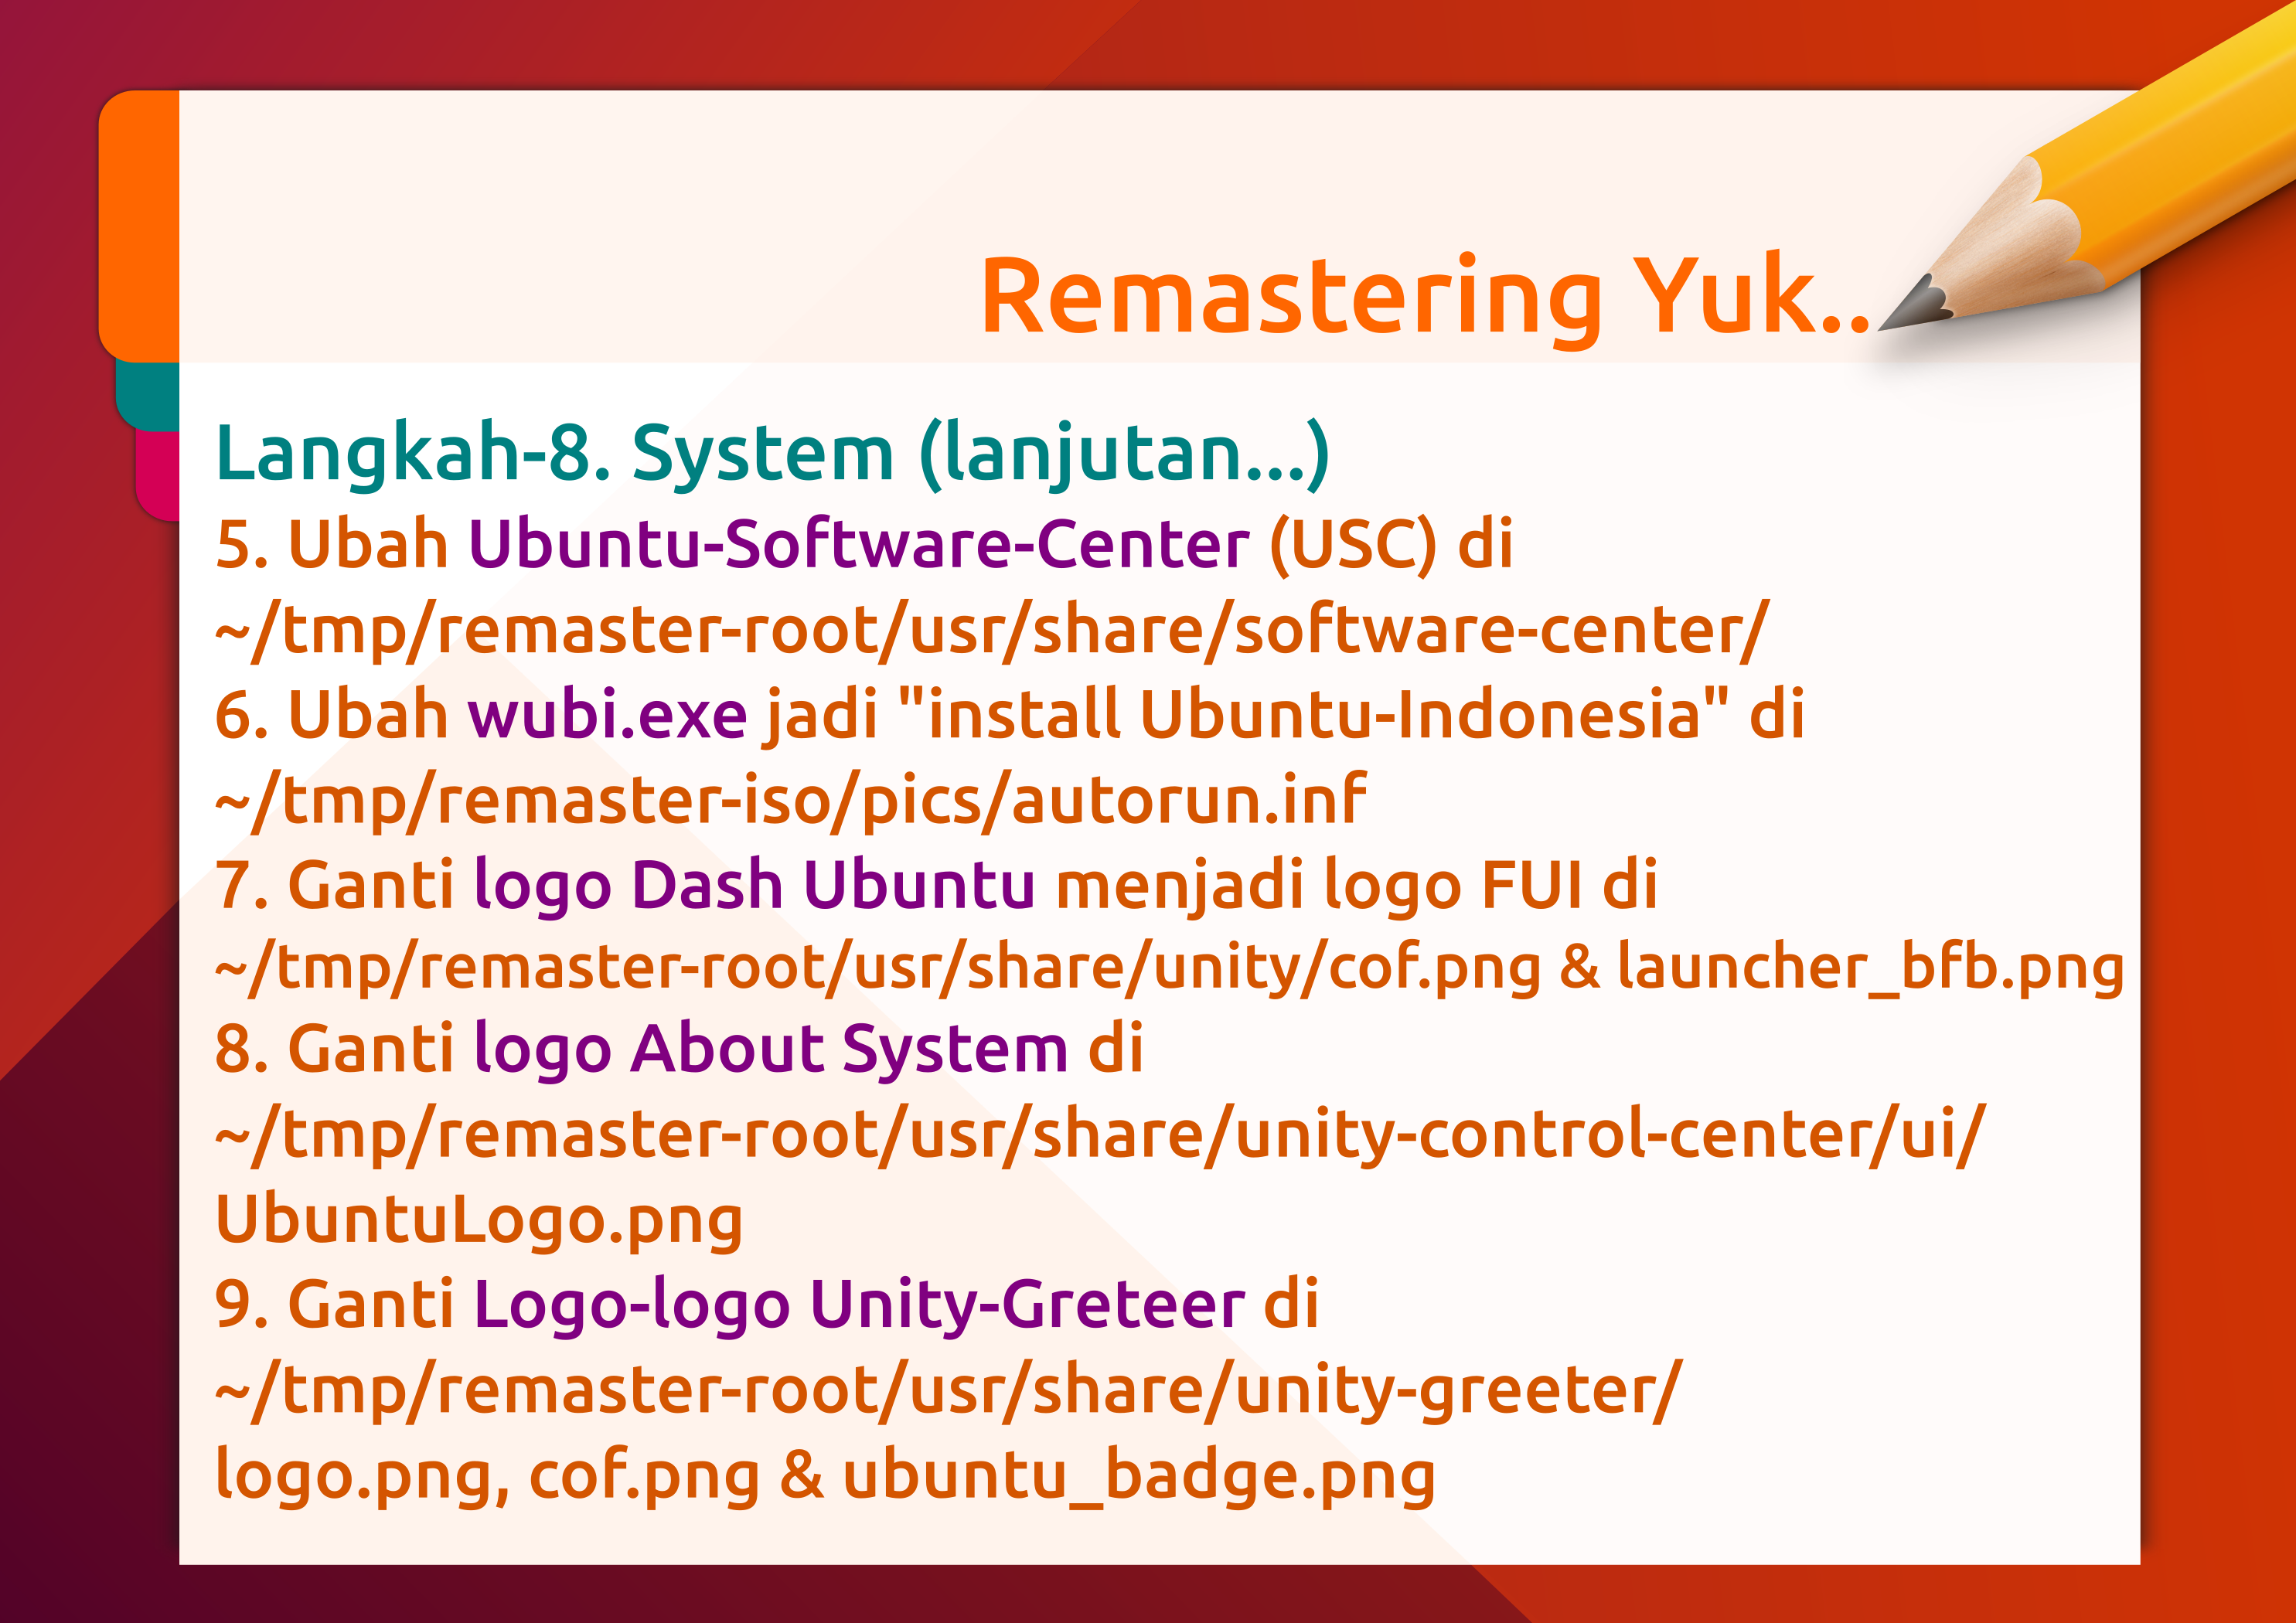 Remastering Yuk..
Langkah-8. System (lanjutan...)
5. Ubah Ubuntu-Software-Center (USC) di
~/tmp/remaster-root/usr/share/software-center/
6. Ubah wubi.exe jadi "install Ubuntu-Indonesia" di
~/tmp/remaster-iso/pics/autorun.inf
7. Ganti logo Dash Ubuntu menjadi logo FUI di
~/tmp/remaster-root/usr/share/unity/cof.png & launcher_bfb.png
8. Ganti logo About System di
~/tmp/remaster-root/usr/share/unity-control-center/ui/
UbuntuLogo.png
9. Ganti Logo-logo Unity-Greteer di
~/tmp/remaster-root/usr/share/unity-greeter/
logo.png, cof.png & ubuntu_badge.png